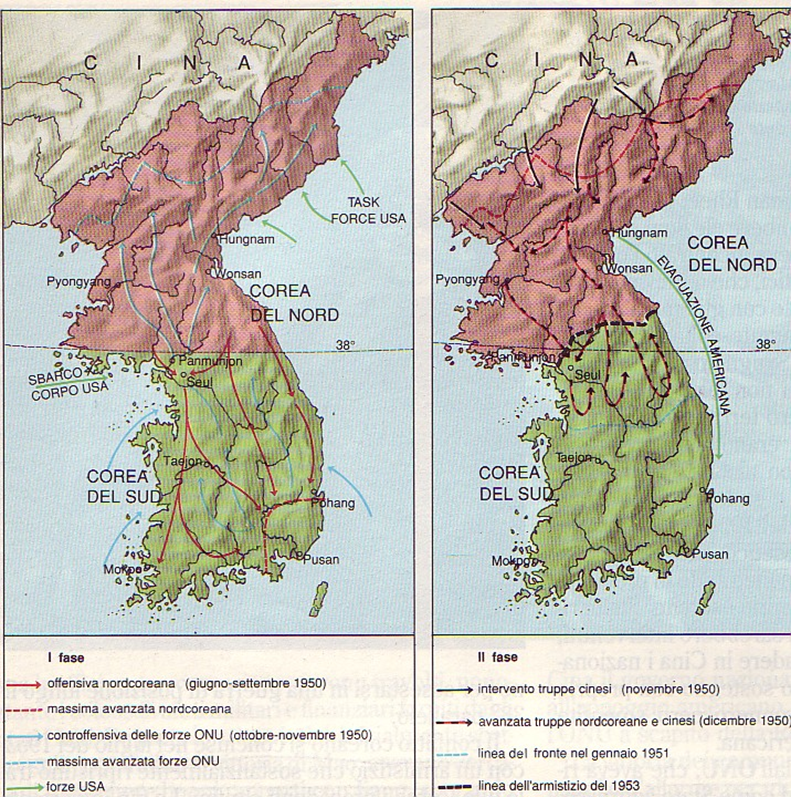 C I N A
TASK
FORCE USA
Hungnam
Wonsan
Pyongyang
COREA
DEL NORD
38°
Panmunjon
SBARCO
CORPO USA
Seul
Taejon
COREA
DEL SUD
Pohang
Mokpo
Pusan
I fase
offensiva nordcoreana (giugno-settembre 1950)
massima avanzata nordcoreana
controffensiva delle forze ONU (ottobre-novembre 1950)
massima avanzata forze ONU
forze USA
C I N A
Hungnam
COREA
DEL NORD
Wonsan
EVACUAZIONE AMERICANA
Pyongyang
38°
Panmunjon
Seul
Taejon
COREA
DEL SUD
Pohang
Mokpo
Pusan
II fase
intervento truppe cinesi (novembre 1950)
avanzata truppe nordcoreane e cinesi (dicembre 1950)
linea del fronte nel gennaio 1951
linea dell'armistizio del 1953